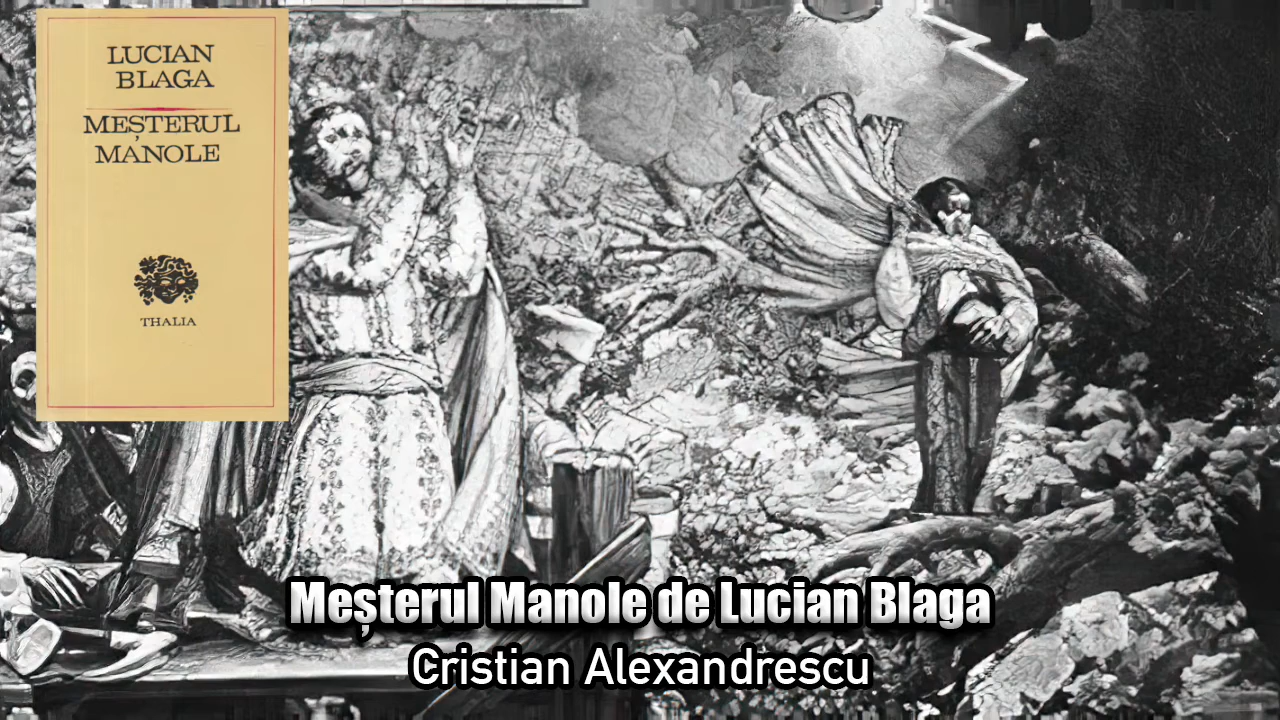 LUCIAN
BLAGA
MEȘTERUL
MANOLE
THALIA
Meșterul Manole de Lucian Blaga
Cristian Alexandrescu